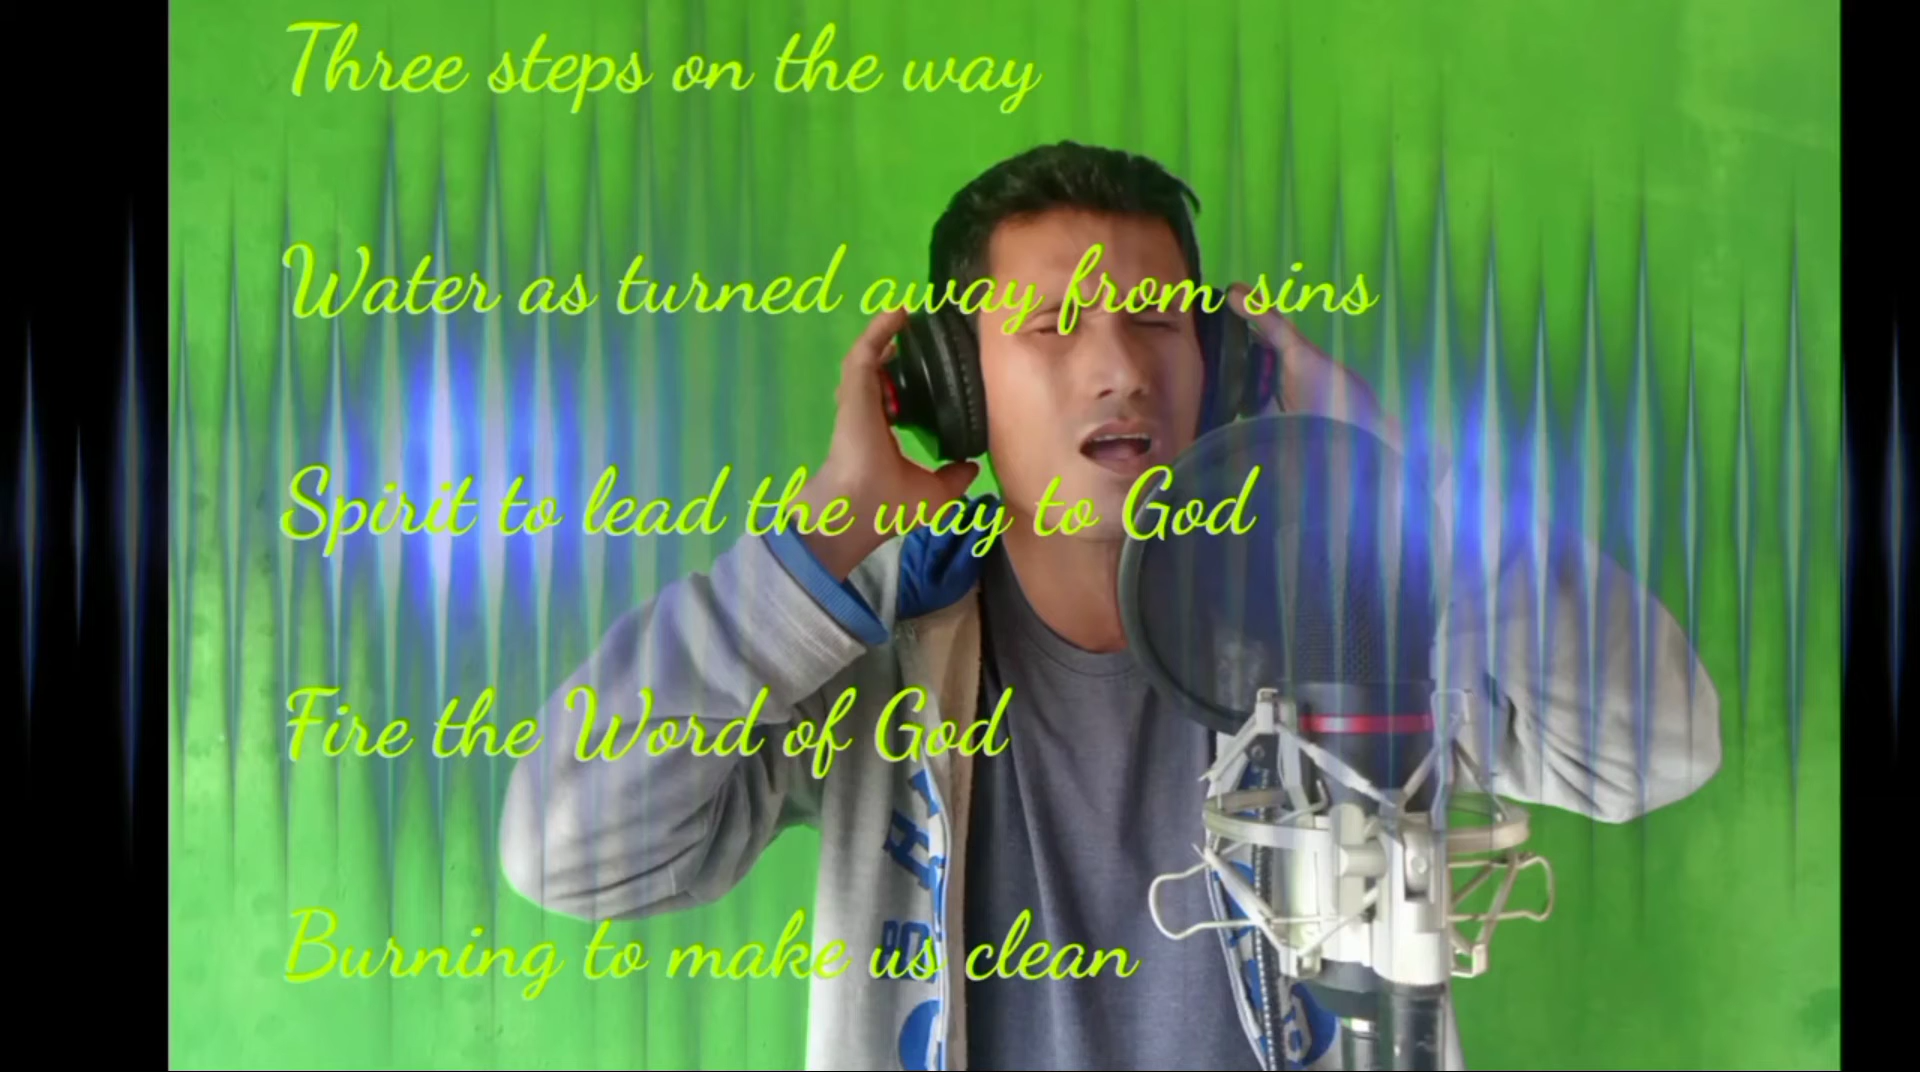 Three steps on the way
Water as turned away from sins
Spirit to lead the way to God
Fire the Word of God
Burning to make us clean